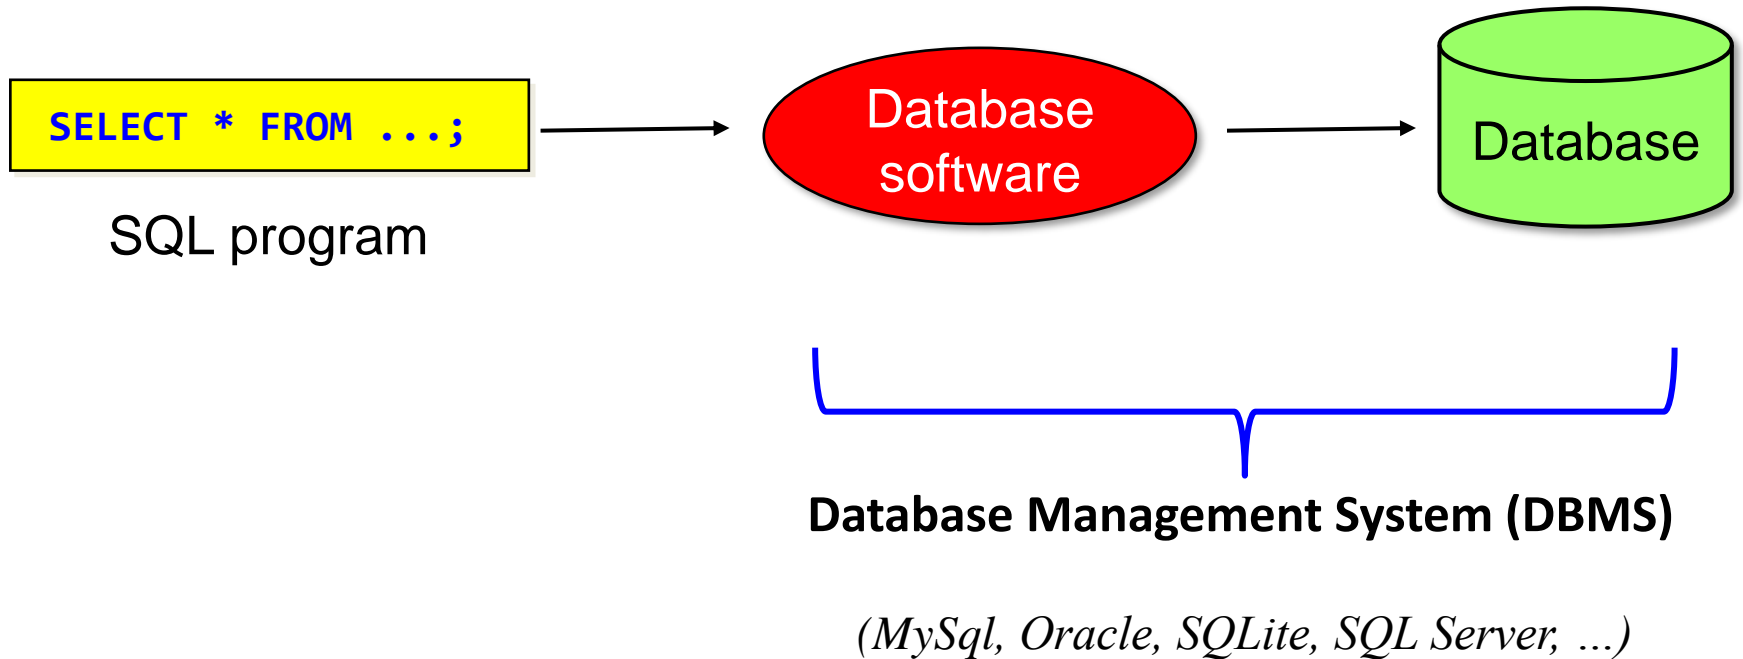 SELECT * FROM ...;
SQL program
Database
software
Database
Database Management System (DBMS)
(MySql, Oracle, SQLite, SQL Server, ...)